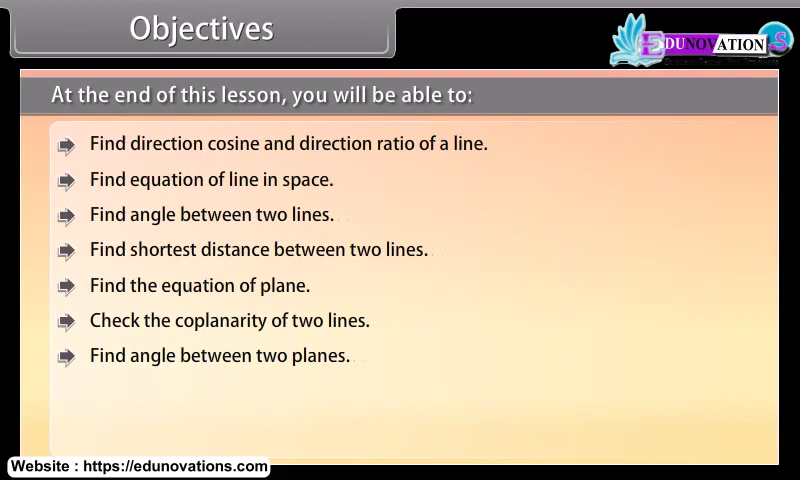 Objectives
EDUNOVATIONS
At the end of this lesson, you will be able to:
Find direction cosine and direction ratio of a line.
Find equation of line in space.
Find angle between two lines.
Find shortest distance between two lines.
Find the equation of plane.
Check the coplanarity of two lines.
Find angle between two planes.
Website : https://edunovations.com